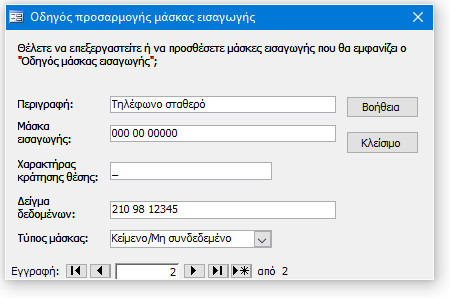 Οδηγός προσαρμογής μάσκας εισαγωγής
Θέλετε να επεξεργαστείτε ή να προσθέσετε μάσκες εισαγωγής που θα εμφανίζει ο
"Οδηγός μάσκας εισαγωγής";
Περιγραφή: Τηλέφωνο σταθερό Βοήθεια
Μάσκα
εισαγωγής: 000 00 00000 Κλείσιμο
Χαρακτήρας
κράτησης θέσης: _
Δείγμα
δεδομένων: 210 98 12345
Τύπος μάσκας: Κείμενο/Μη συνδεδεμένο
Εγγραφή: 2 από 2